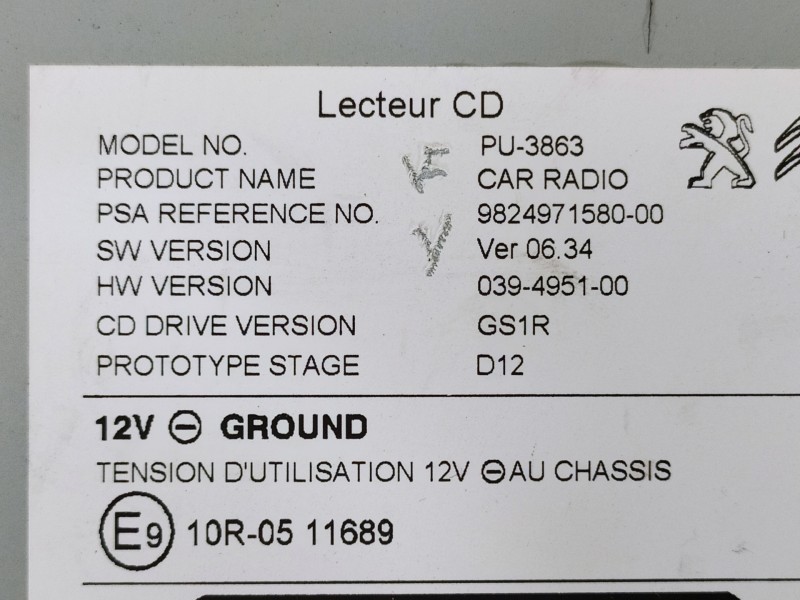 Lecteur CD
MODEL NO. PU-3863
PRODUCT NAME CAR RADIO
PSA REFERENCE NO. 9824971580-00
SW VERSION Ver 06.34
HW VERSION 039-4951-00
CD DRIVE VERSION GS1R
PROTOTYPE STAGE D12
12V ⊖ GROUND
TENSION D'UTILISATION 12V ⊖ AU CHASSIS
E9 10R-05 11689